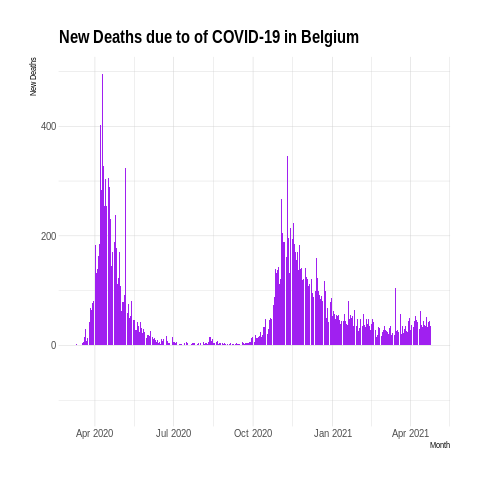 New Deaths due to of COVID-19 in Belgium
New Deaths
400
200
0
Apr 2020 Jul 2020 Oct 2020 Jan 2021 Apr 2021
Month